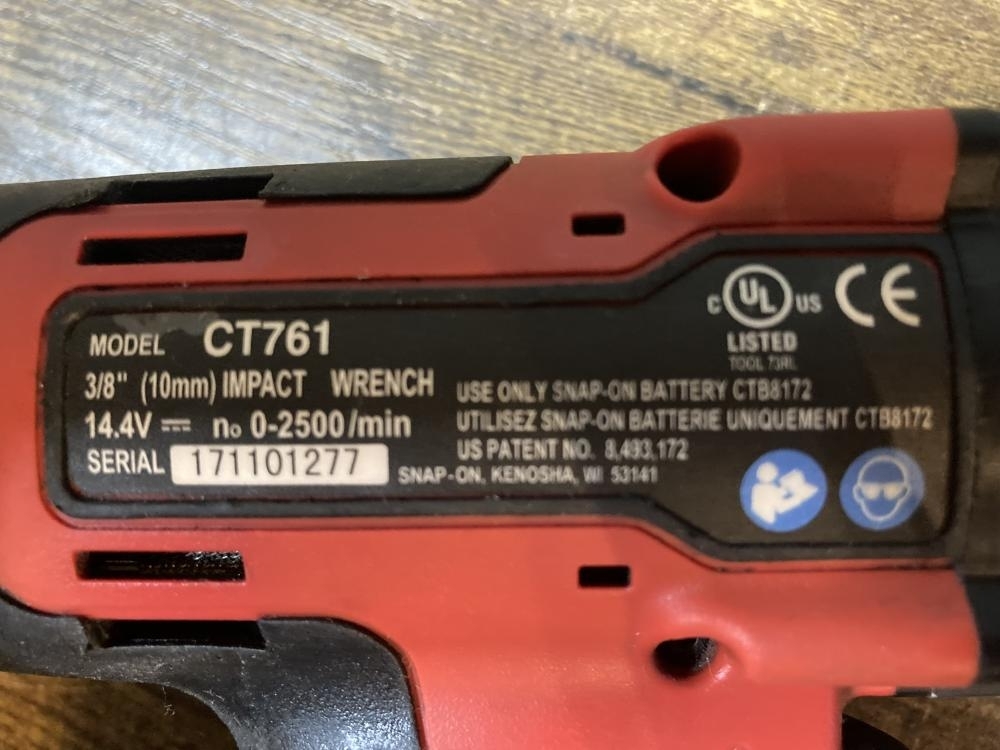 MODEL CT761
3/8" (10mm) IMPACT WRENCH
14.4V ⎓ n₀ 0-2500/min
SERIAL 171101277
C UL US CE
LISTED
TOOL 73RL
USE ONLY SNAP-ON BATTERY CTB8172
UTILISEZ SNAP-ON BATTERIE UNIQUEMENT CTB8172
US PATENT NO. 8,493,172
SNAP-ON, KENOSHA, WI 53141